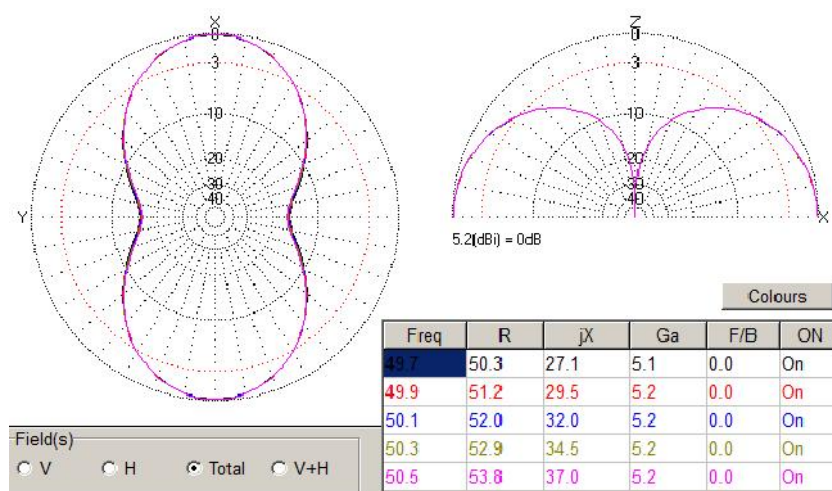 X
0
3
10
20
30
40
Y
Z
0
3
10
20
30
40
X
5.2(dBi) = 0dB
Colours
Freq R jX Ga F/B ON
49.7 50.3 27.1 5.1 0.0 On
49.9 51.2 29.5 5.2 0.0 On
50.1 52.0 32.0 5.2 0.0 On
50.3 52.9 34.5 5.2 0.0 On
50.5 53.8 37.0 5.2 0.0 On
Field(s)
V H Total V+H